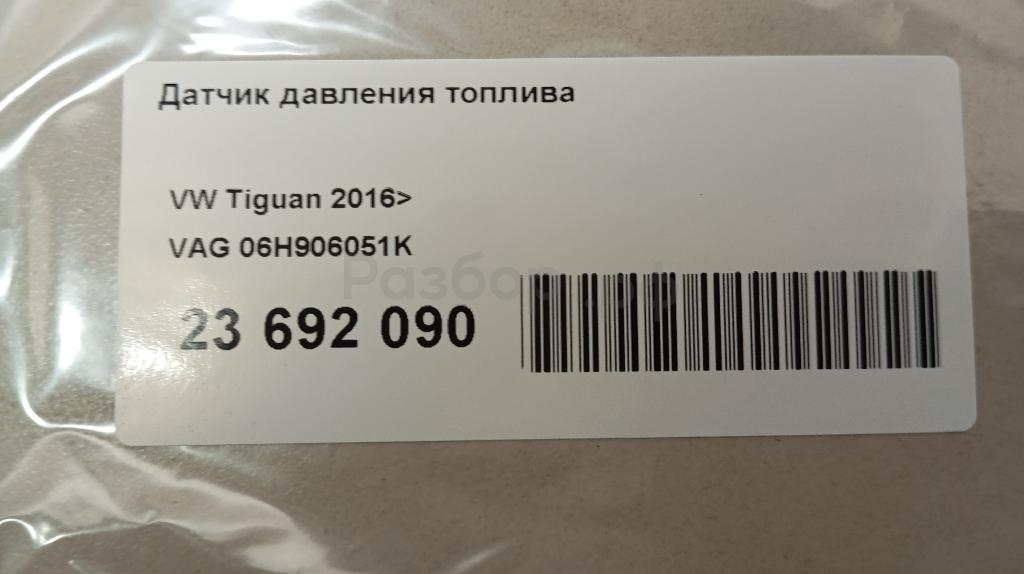 Датчик давления топлива
VW Tiguan 2016>
VAG 06H906051K
23 692 090